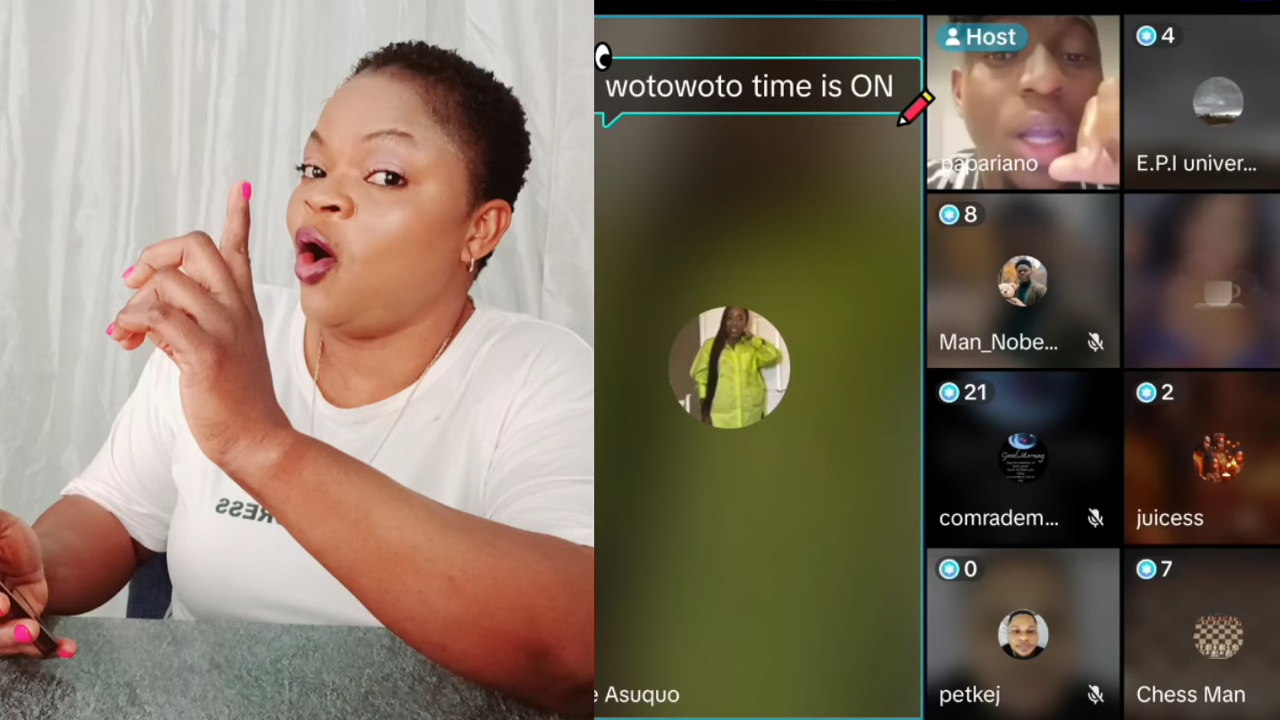 wotowoto time is ON
Host
papariano
4
E.P.I univer...
8
Man_Nobe...
21
comradem...
2
juicess
0
petkej
7
Chess Man
e Asuquo